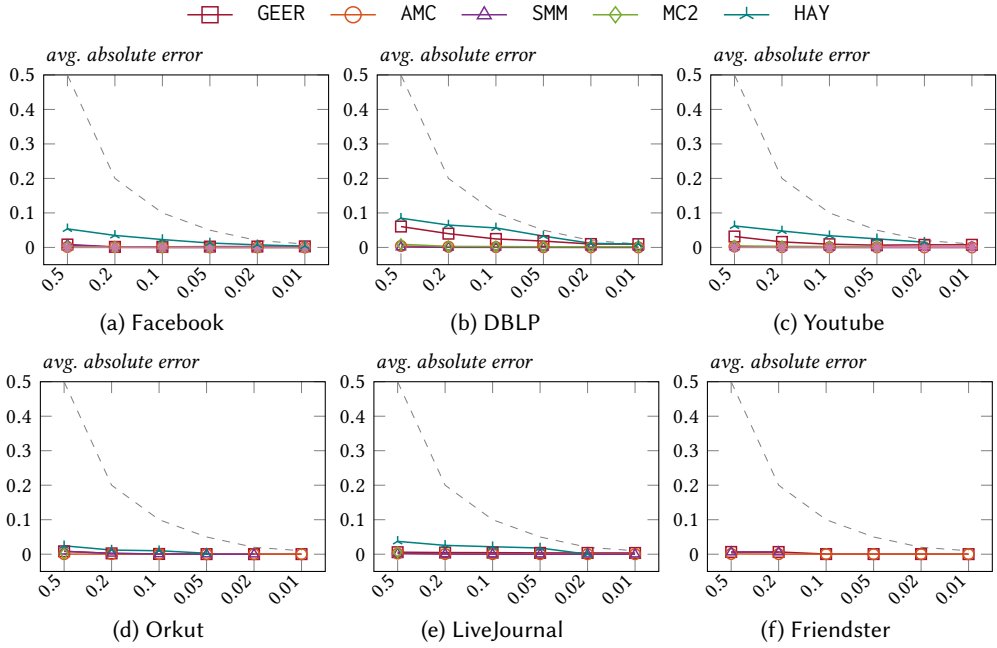 GEER AMC SMM MC2 HAY
avg. absolute error avg. absolute error avg. absolute error
0.5 0.5 0.5
0.4 0.4 0.4
0.3 0.3 0.3
0.2 0.2 0.2
0.1 0.1 0.1
0 0 0
0.5 0.2 0.1 0.05 0.02 0.01 0.5 0.2 0.1 0.05 0.02 0.01 0.5 0.2 0.1 0.05 0.02 0.01
(a) Facebook (b) DBLP (c) Youtube
avg. absolute error avg. absolute error avg. absolute error
0.5 0.5 0.5
0.4 0.4 0.4
0.3 0.3 0.3
0.2 0.2 0.2
0.1 0.1 0.1
0 0 0
0.5 0.2 0.1 0.05 0.02 0.01 0.5 0.2 0.1 0.05 0.02 0.01 0.5 0.2 0.1 0.05 0.02 0.01
(d) Orkut (e) LiveJournal (f) Friendster